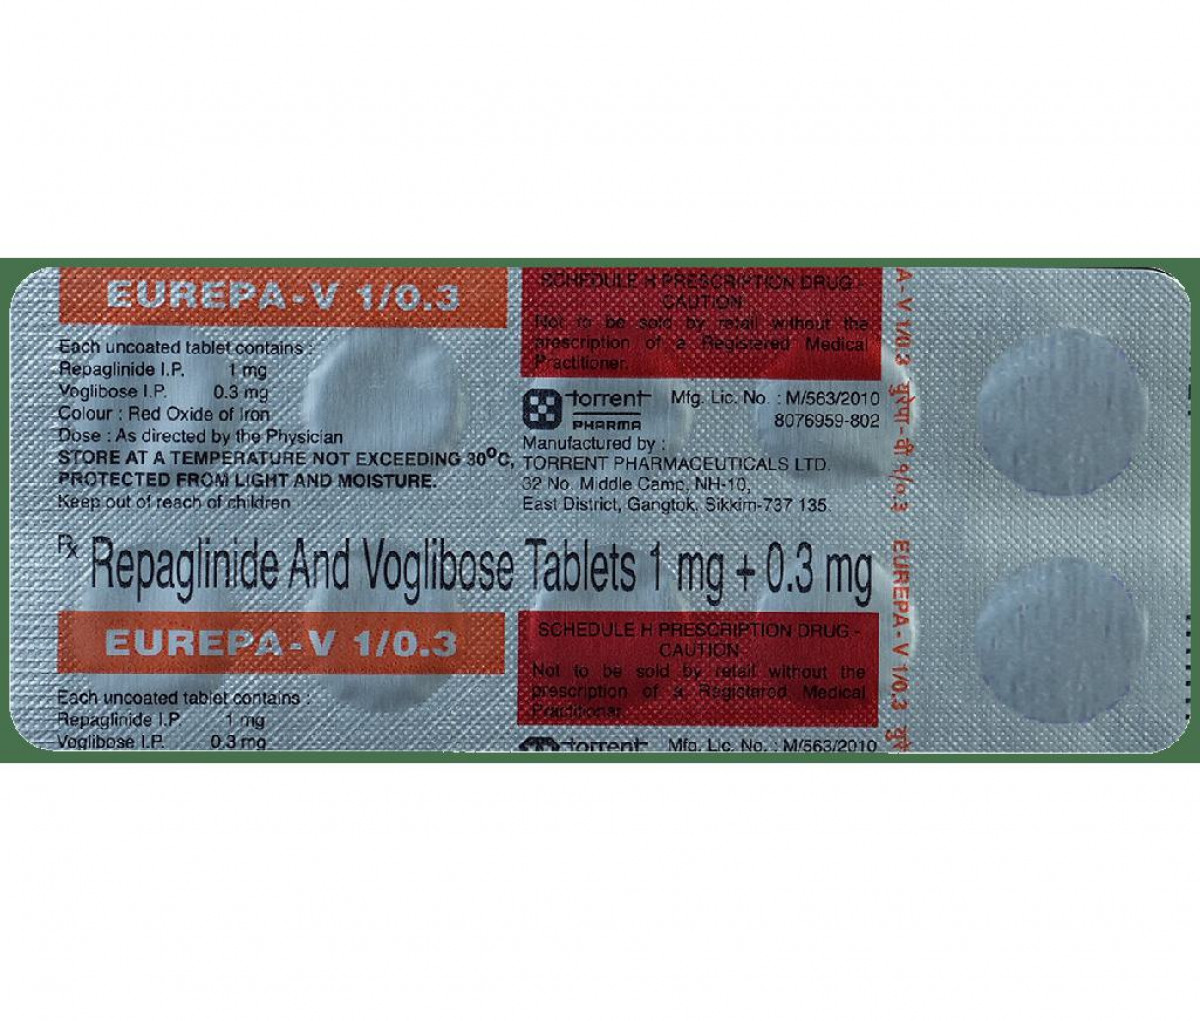 EUREPA-V 1/0.3
Each uncoated tablet contains :
Repaglinide I.P. 1 mg
Voglibose I.P. 0.3 mg
Colour : Red Oxide of Iron
Dose : As directed by the Physician
STORE AT A TEMPERATURE NOT EXCEEDING 30ºC,
PROTECTED FROM LIGHT AND MOISTURE.
Keep out of reach of children
SCHEDULE H PRESCRIPTION DRUG -
CAUTION
Not to be sold by retail without the
prescription of a Registered Medical
Practitioner.
torrent
PHARMA
Mfg. Lic. No. : M/563/2010
8076959-802
Manufactured by :
TORRENT PHARMACEUTICALS LTD.
32 No. Middle Camp, NH-10,
East District, Gangtok, Sikkim-737 135.
Rx Repaglinide And Voglibose Tablets 1 mg + 0.3 mg
EUREPA-V 1/0.3
Each uncoated tablet contains :
Repaglinide I.P. 1 mg
Voglibose I.P. 0.3 mg
SCHEDULE H PRESCRIPTION DRUG -
CAUTION
Not to be sold by retail without the
prescription of a Registered Medical
Practitioner.
torrent
Mfg. Lic. No. : M/563/2010
A-V 1/0.3 युरेपा-वी १/०.३ EUREPA-V 1/0.3